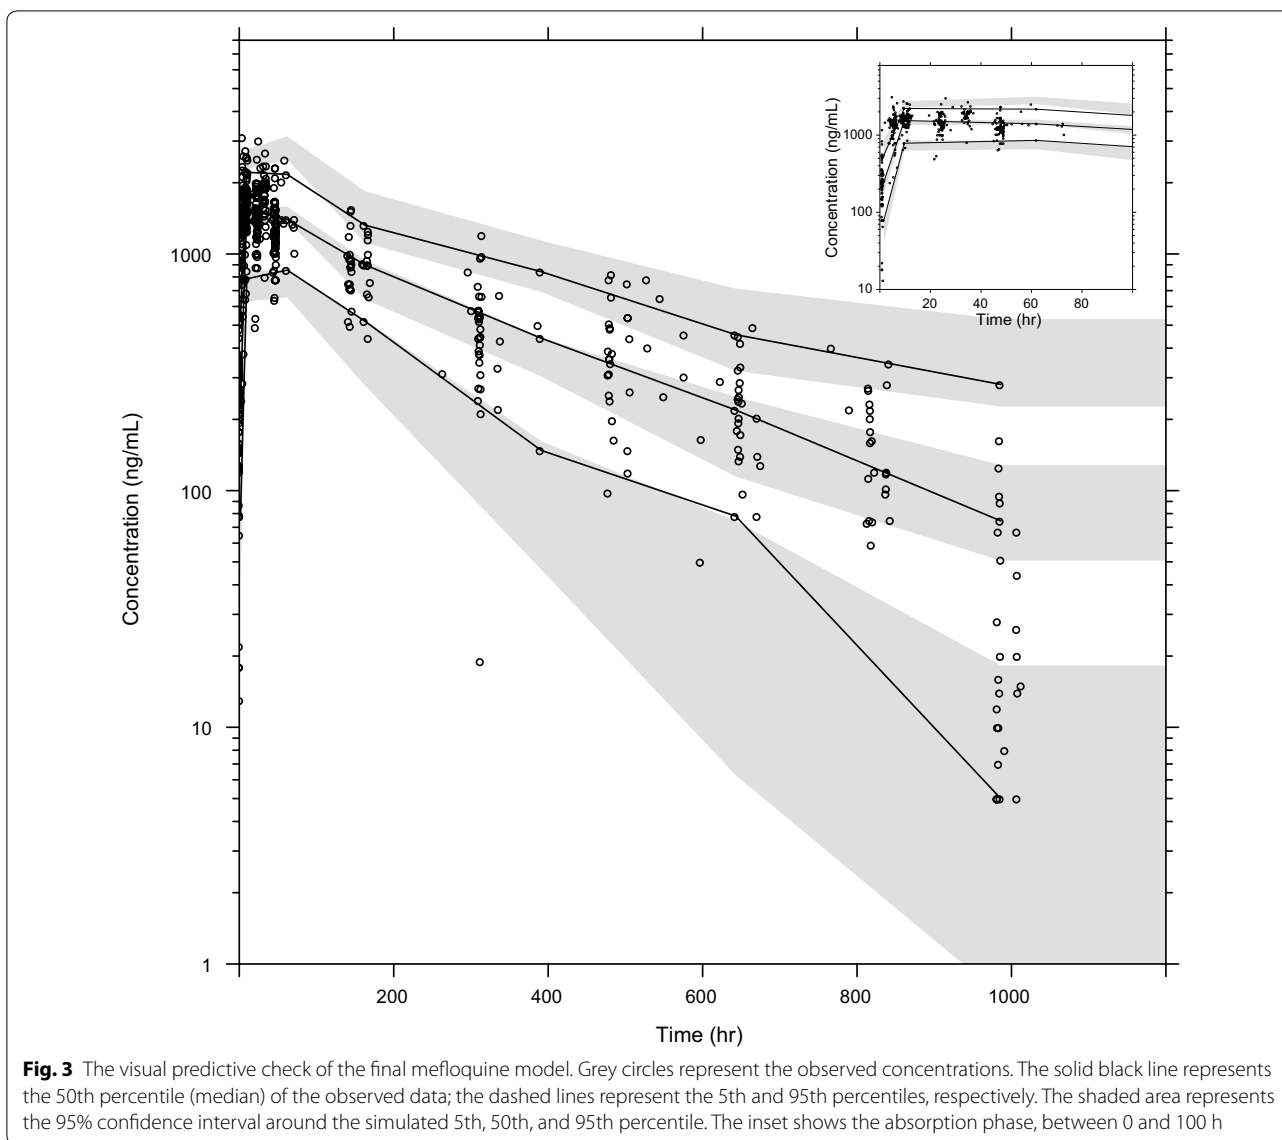 Concentration (ng/mL)
1000
100
10
1
200
400
600
800
1000
Time (hr)
Concentration (ng/mL)
1000
100
10
20
40
60
80
Time (hr)
Fig. 3 The visual predictive check of the final mefloquine model. Grey circles represent the observed concentrations. The solid black line represents
the 50th percentile (median) of the observed data; the dashed lines represent the 5th and 95th percentiles, respectively. The shaded area represents
the 95% confidence interval around the simulated 5th, 50th, and 95th percentile. The inset shows the absorption phase, between 0 and 100 h